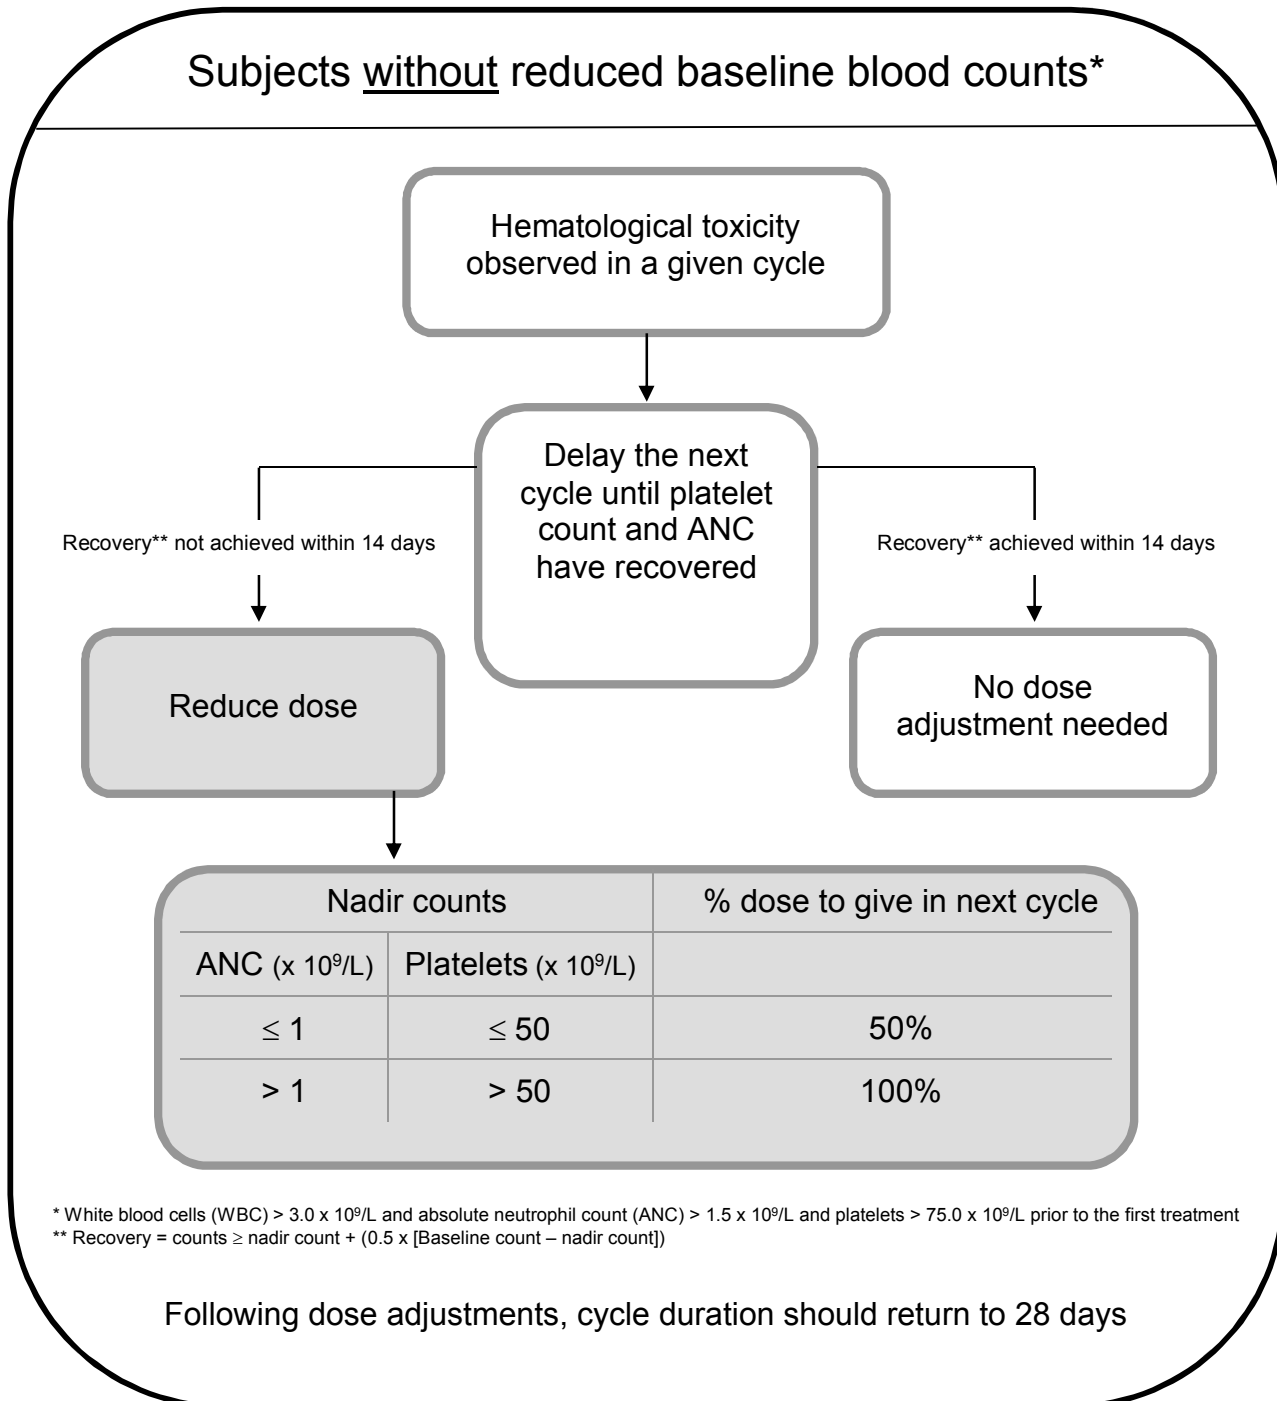 Subjects without reduced baseline blood counts*
Hematological toxicity
observed in a given cycle
Delay the next
cycle until platelet
count and ANC
have recovered
Recovery** not achieved within 14 days
Recovery** achieved within 14 days
Reduce dose
No dose
adjustment needed
Nadir counts % dose to give in next cycle
ANC (x 10⁹/L) Platelets (x 10⁹/L)
≤ 1 ≤ 50 50%
> 1 > 50 100%
* White blood cells (WBC) > 3.0 x 10⁹/L and absolute neutrophil count (ANC) > 1.5 x 10⁹/L and platelets > 75.0 x 10⁹/L prior to the first treatment
** Recovery = counts ≥ nadir count + (0.5 x [Baseline count – nadir count])
Following dose adjustments, cycle duration should return to 28 days